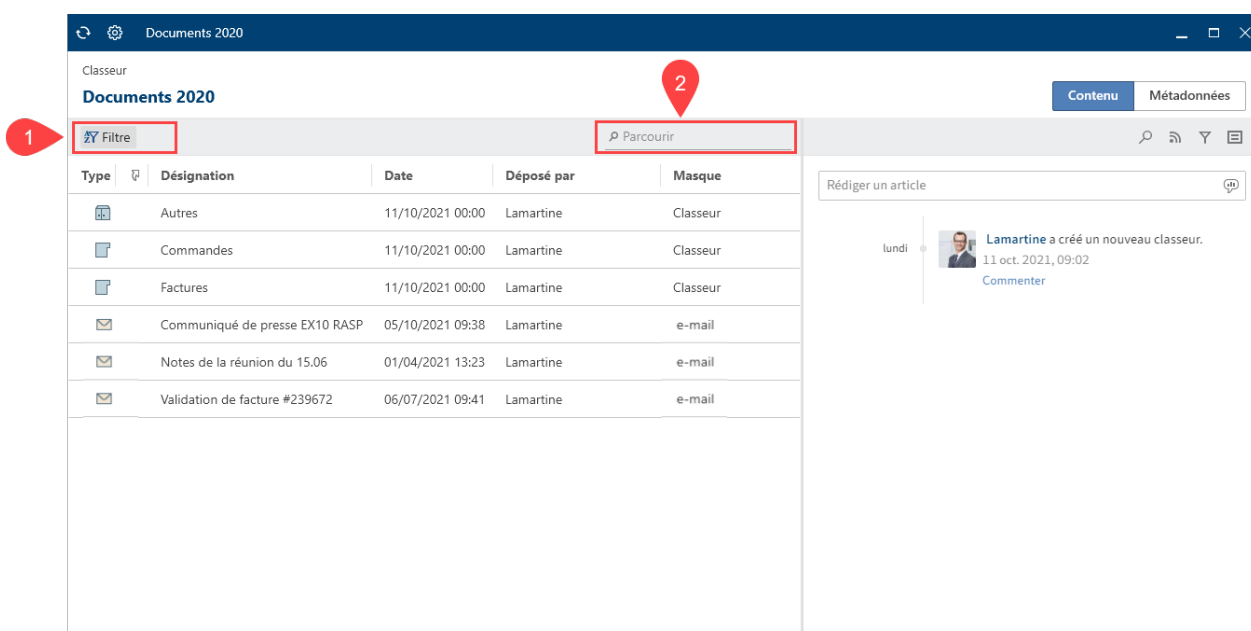 Documents 2020
Classeur
Documents 2020
2
Contenu Métadonnées
1
Filtre
Parcourir
Type Désignation Date Déposé par Masque
Rédiger un article
Autres 11/10/2021 00:00 Lamartine Classeur
Commandes 11/10/2021 00:00 Lamartine Classeur
Factures 11/10/2021 00:00 Lamartine Classeur
Communiqué de presse EX10 RASP 05/10/2021 09:38 Lamartine e-mail
Notes de la réunion du 15.06 01/04/2021 13:23 Lamartine e-mail
Validation de facture #239672 06/07/2021 09:41 Lamartine e-mail
lundi
Lamartine a créé un nouveau classeur.
11 oct. 2021, 09:02
Commenter